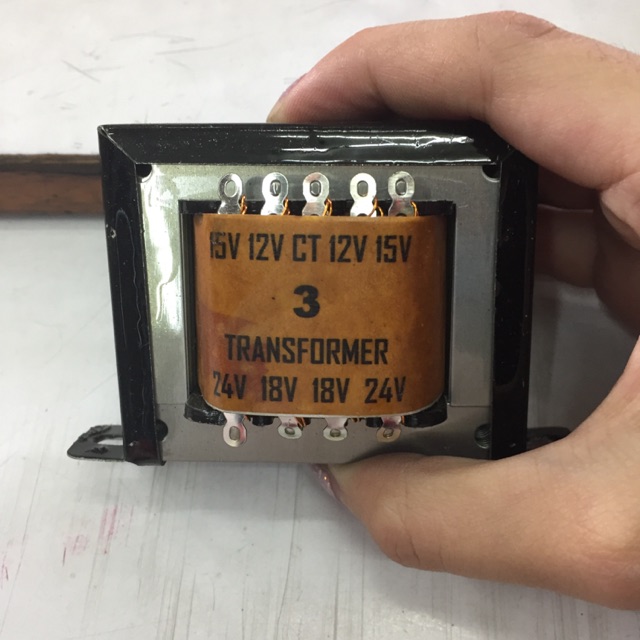 15V 12V CT 12V 15V
3
TRANSFORMER
24V 18V 18V 24V